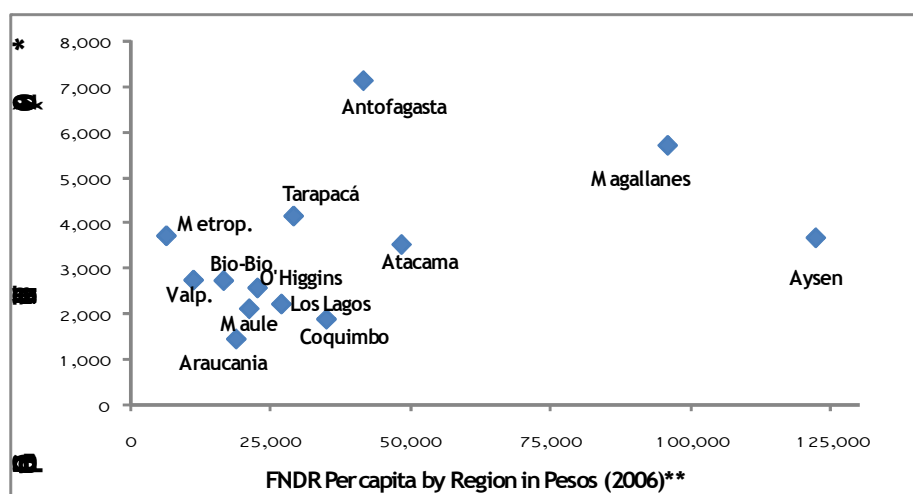 8,000
7,000
6,000
5,000
4,000
3,000
2,000
1,000
0
Antofagasta
Magallanes
Tarapacá
Metrop.
Atacama
Aysen
Bio-Bio
O'Higgins
Valp.
Los Lagos
Maule
Coquimbo
Araucania
0 25,000 50,000 75,000 100,000 125,000
FNDR Per capita by Region in Pesos (2006)**